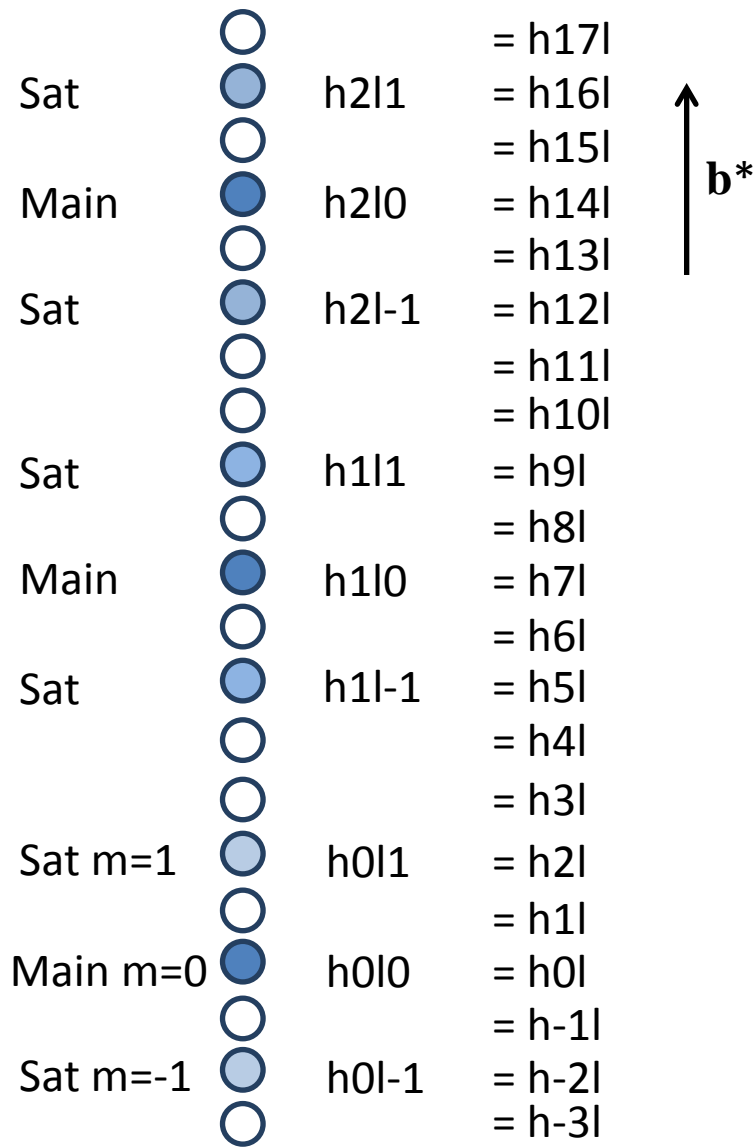 = h17l
Sat h2l1 = h16l
= h15l
b*
Main h2l0 = h14l
= h13l
Sat h2l-1 = h12l
= h11l
= h10l
Sat h1l1 = h9l
= h8l
Main h1l0 = h7l
= h6l
Sat h1l-1 = h5l
= h4l
= h3l
Sat m=1 h0l1 = h2l
= h1l
Main m=0 h0l0 = h0l
= h-1l
Sat m=-1 h0l-1 = h-2l
= h-3l